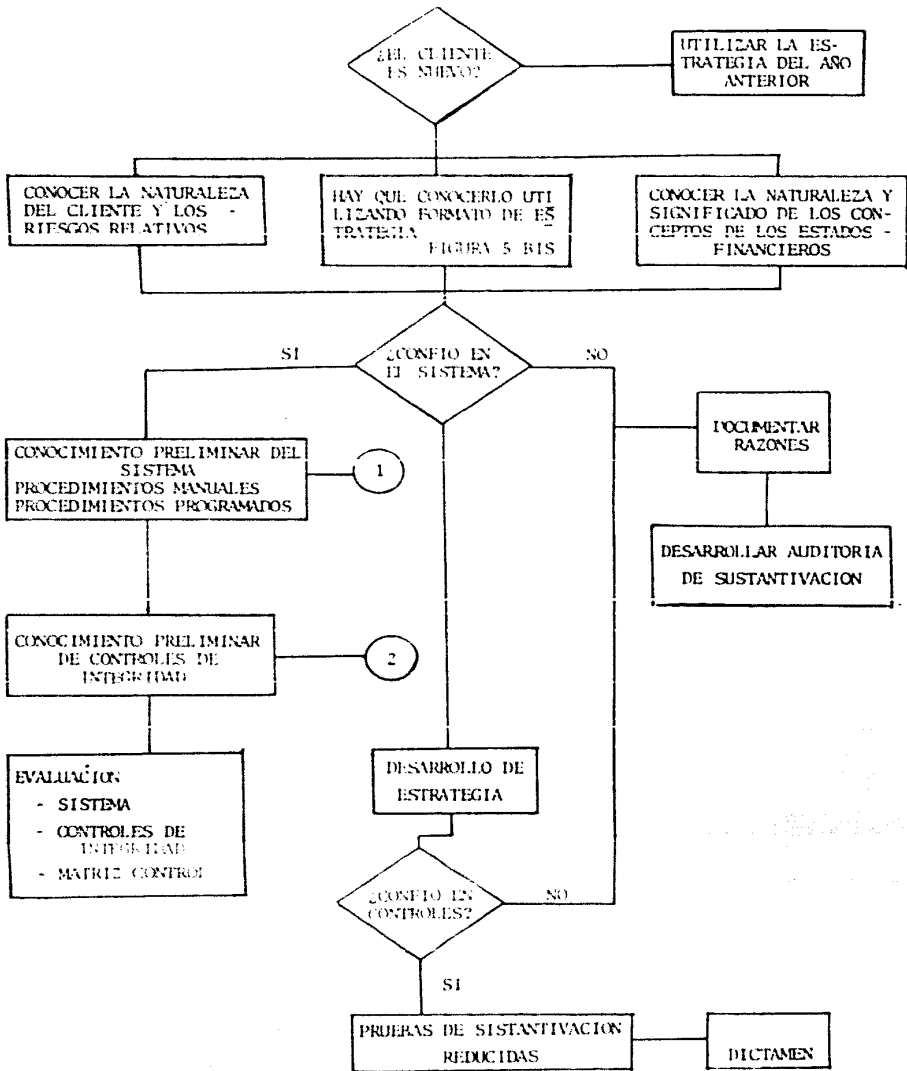 ¿EL CLIENTE
ES NUEVO?
UTILIZAR LA ES-
TRATEGIA DEL AÑO
ANTERIOR
CONOCER LA NATURALEZA
DEL CLIENTE Y LOS -
RIESGOS RELATIVOS
HAY QUE CONOCERLO UTI
LIZANDO FORMATO DE ES
TRATEGIA
FIGURA 5 BIS
CONOCER LA NATURALEZA Y
SIGNIFICADO DE LOS CON-
CEPTOS DE LOS ESTADOS -
FINANCIEROS
SI
¿CONFIO EN
EL SISTEMA?
NO
CONOCIMIENTO PRELIMINAR DEL
SISTEMA
PROCEDIMIENTOS MANUALES
PROCEDIMIENTOS PROGRAMADOS
1
DOCUMENTAR
RAZONES
DESARROLLAR AUDITORIA
DE SUSTANTIVACION
CONOCIMIENTO PRELIMINAR
DE CONTROLES DE
INTEGRIDAD
2
EVALUACION
- SISTEMA
- CONTROLES DE
INTEGRIDAD
- MATRIZ CONTROL
DESARROLLO DE
ESTRATEGIA
¿CONFIO EN
CONTROLES?
NO
SI
PRUEBAS DE SISTANTIVACION
REDUCIDAS
DICTAMEN